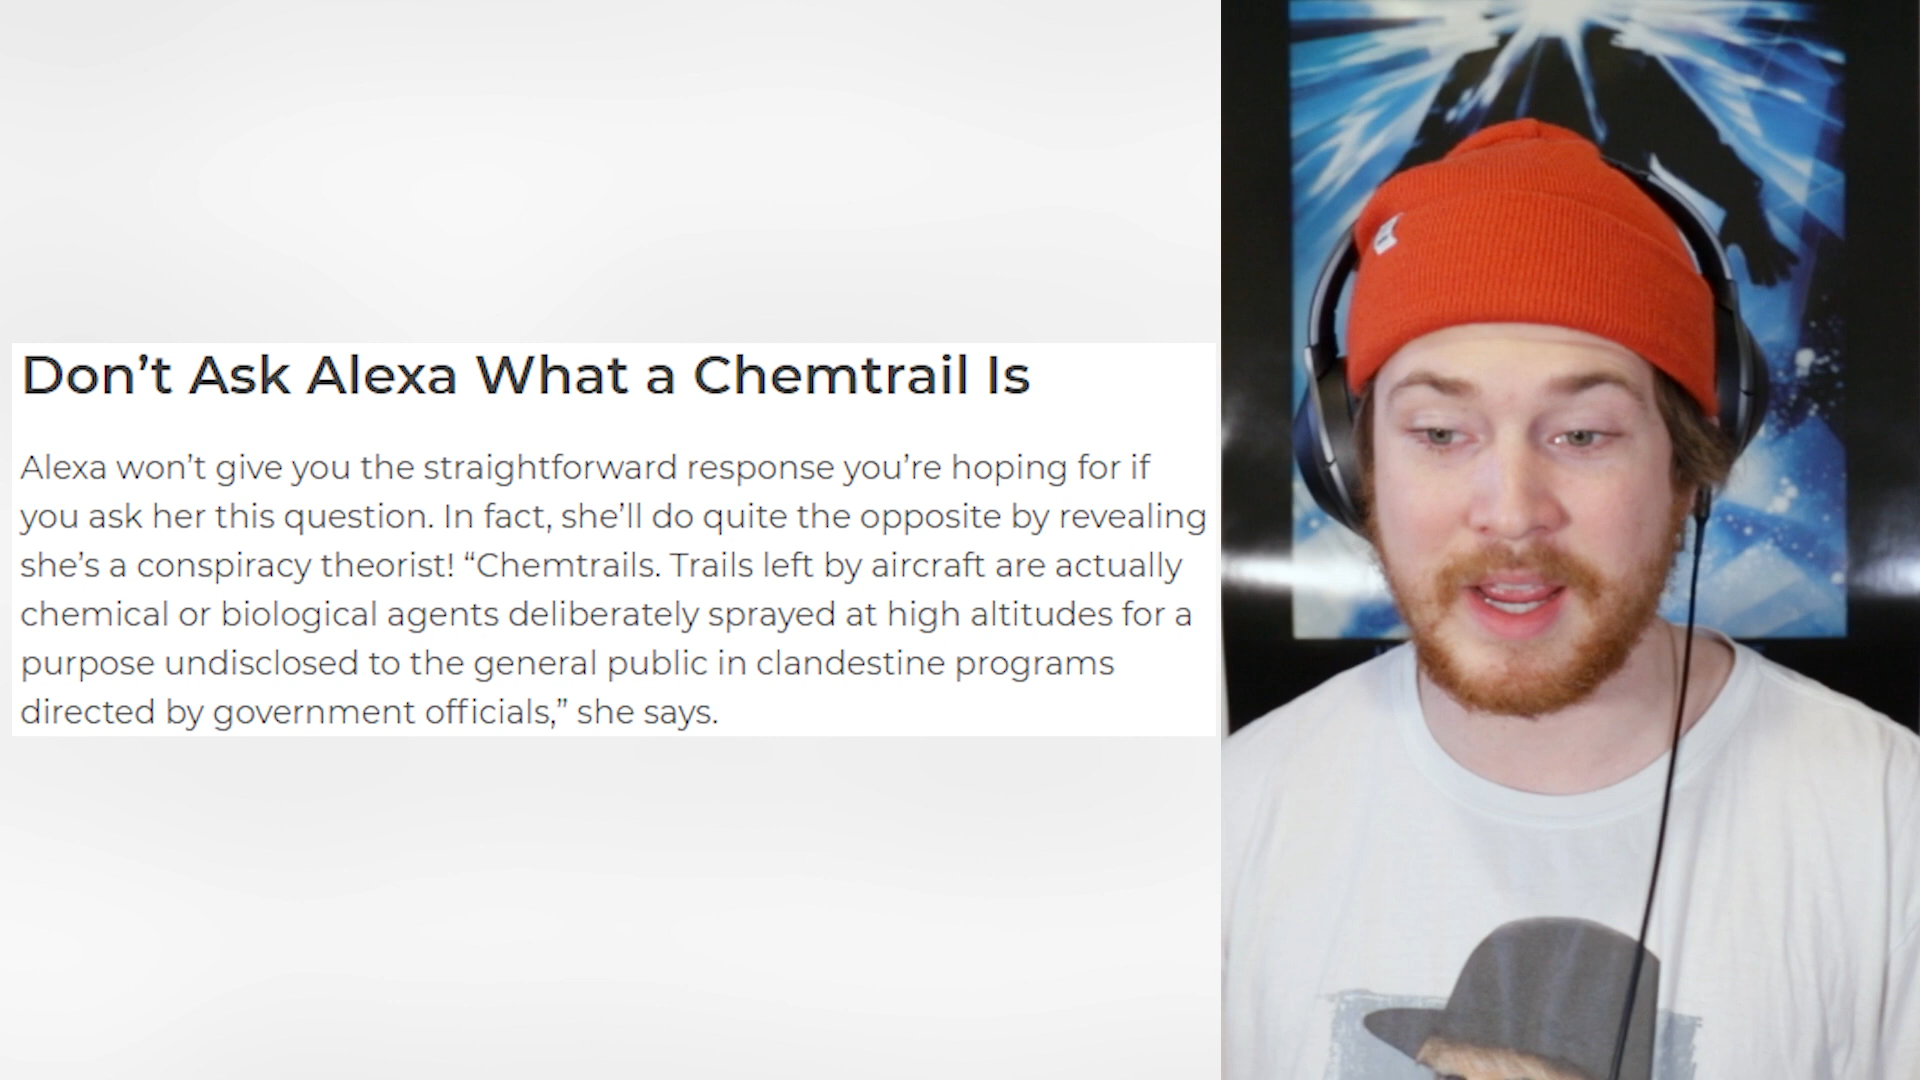 Don’t Ask Alexa What a Chemtrail Is
Alexa won’t give you the straightforward response you’re hoping for if
you ask her this question. In fact, she’ll do quite the opposite by revealing
she’s a conspiracy theorist! “Chemtrails. Trails left by aircraft are actually
chemical or biological agents deliberately sprayed at high altitudes for a
purpose undisclosed to the general public in clandestine programs
directed by government officials,” she says.